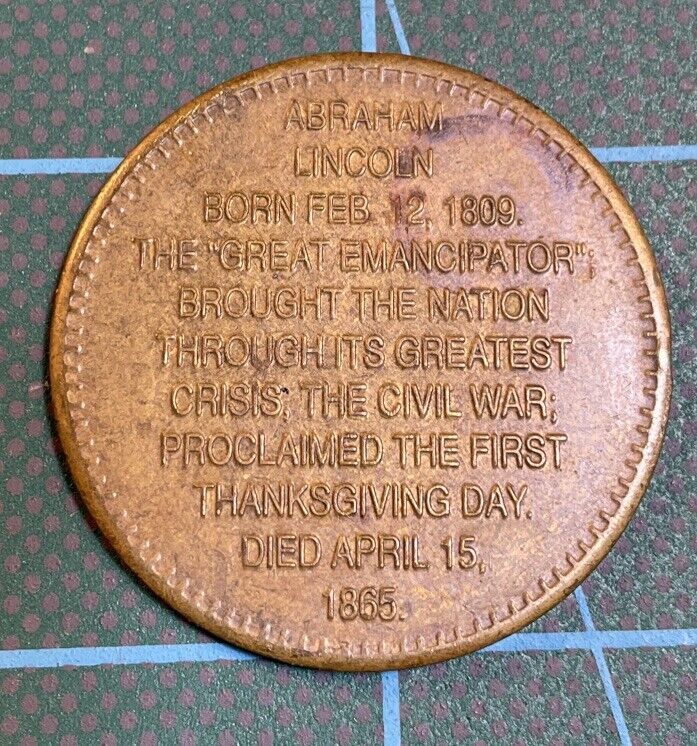 ABRAHAM
LINCOLN
BORN FEB. 12, 1809.
THE "GREAT EMANCIPATOR";
BROUGHT THE NATION
THROUGH ITS GREATEST
CRISIS, THE CIVIL WAR;
PROCLAIMED THE FIRST
THANKSGIVING DAY.
DIED APRIL 15,
1865.